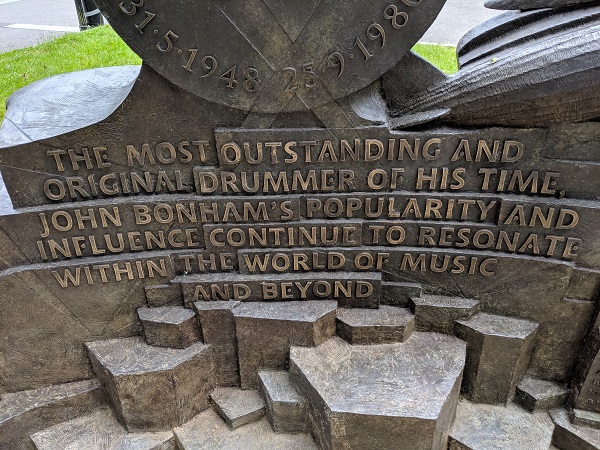 31·5·1948 25·9·1980
THE MOST OUTSTANDING AND
ORIGINAL DRUMMER OF HIS TIME,
JOHN BONHAM'S POPULARITY AND
INFLUENCE CONTINUE TO RESONATE
WITHIN THE WORLD OF MUSIC
AND BEYOND